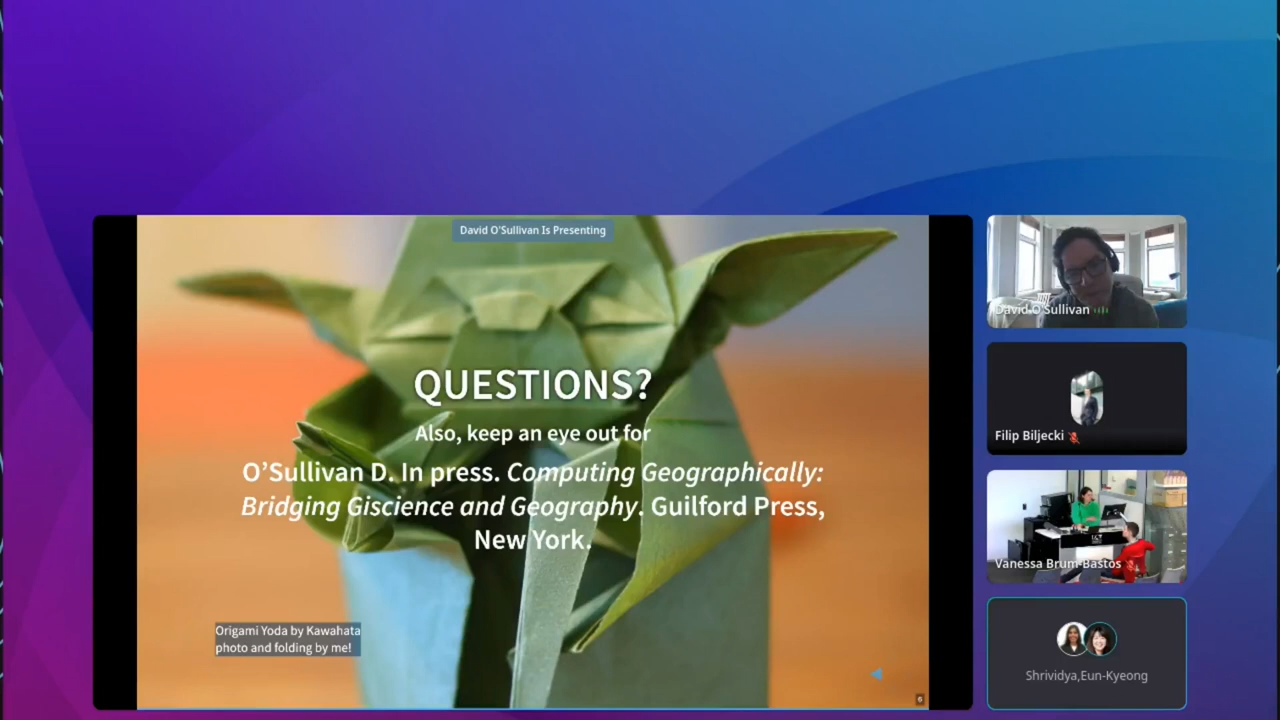 David O'Sullivan Is Presenting
QUESTIONS?
Also, keep an eye out for
O’Sullivan D. In press. Computing Geographically:
Bridging Giscience and Geography. Guilford Press,
New York.
Origami Yoda by Kawahata
photo and folding by me!
6
David O'Sullivan
Filip Biljecki
Vanessa Brum-Bastos
Shrividya,Eun-Kyeong